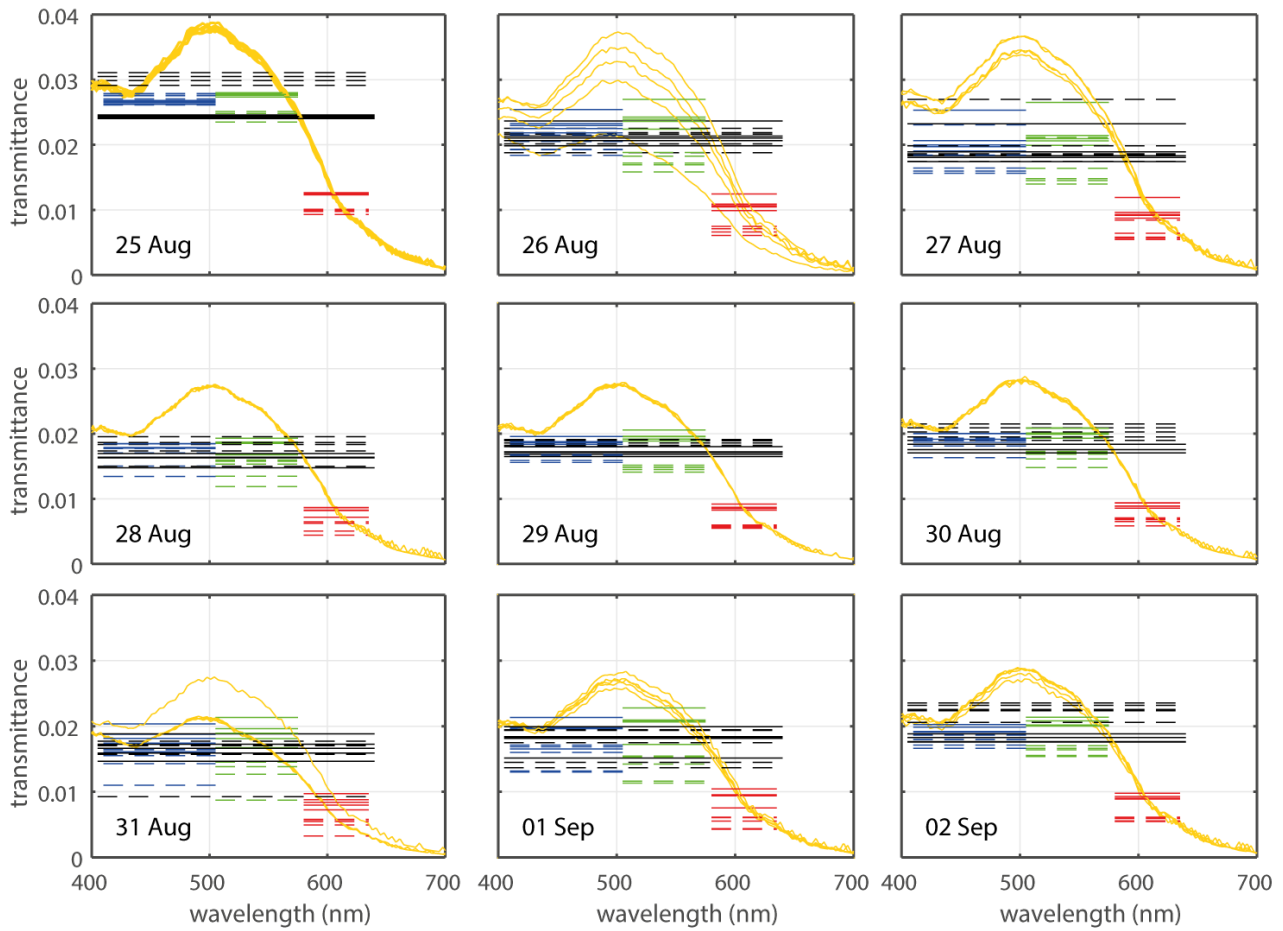 0.04
0.03
0.02
0.01
0
transmittance
25 Aug
26 Aug
27 Aug
0.04
0.03
0.02
0.01
0
transmittance
28 Aug
29 Aug
30 Aug
0.04
0.03
0.02
0.01
0
transmittance
31 Aug
01 Sep
02 Sep
400 500 600 700
400 500 600 700
400 500 600 700
wavelength (nm)
wavelength (nm)
wavelength (nm)